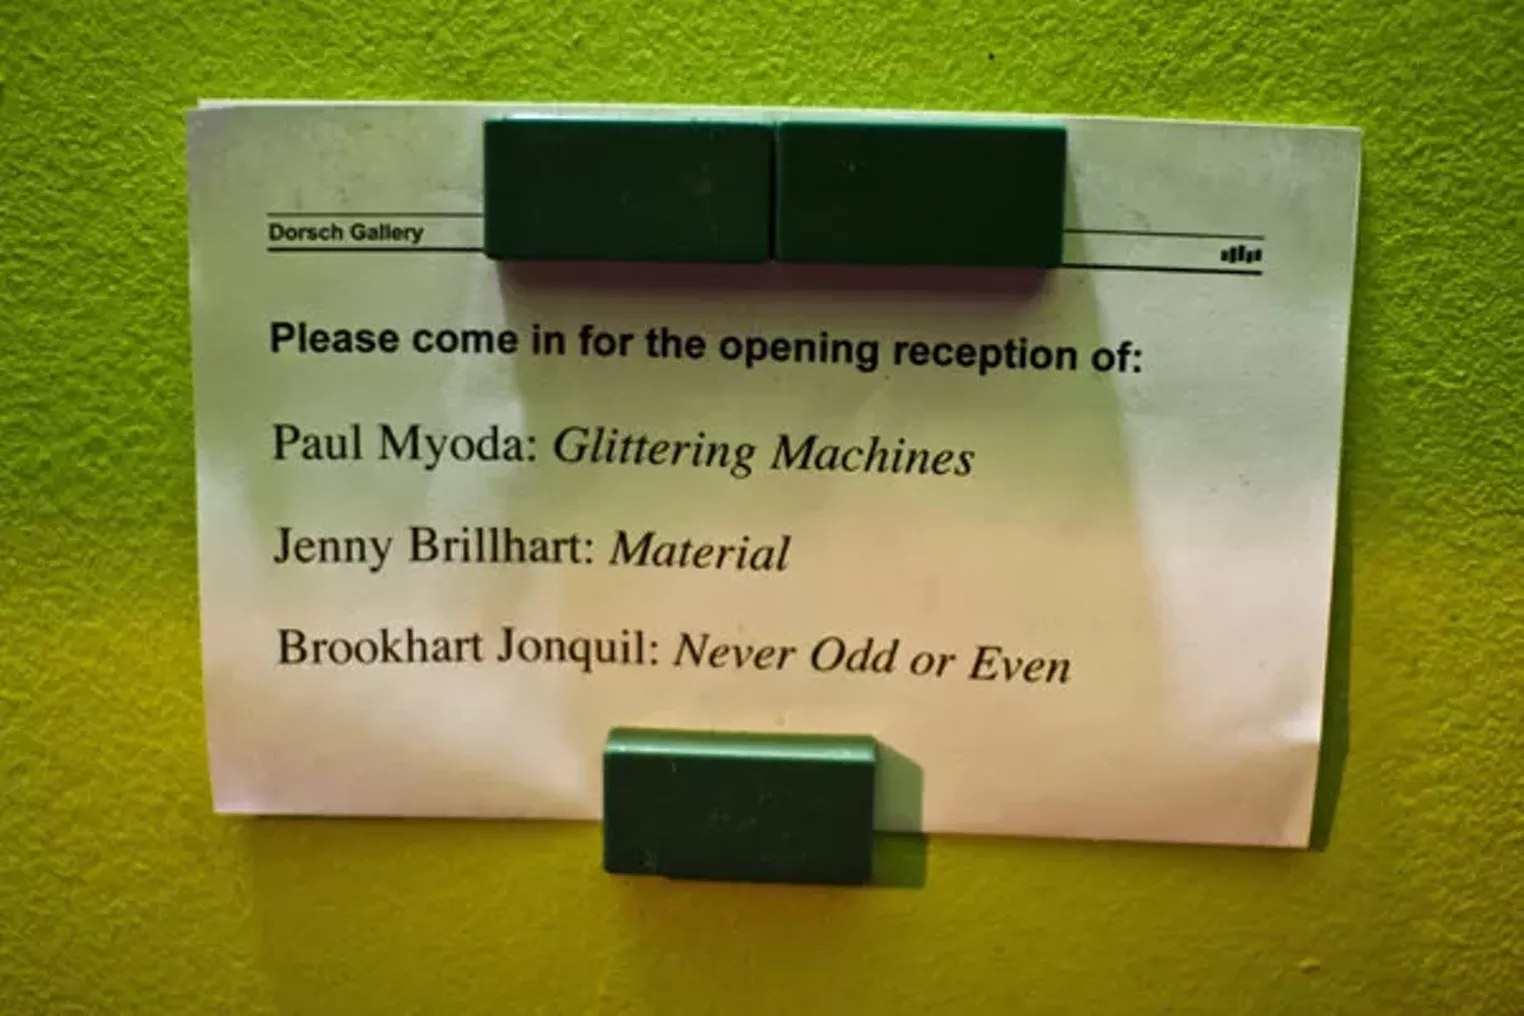 Dorsch Gallery
Please come in for the opening reception of:
Paul Myoda: Glittering Machines
Jenny Brillhart: Material
Brookhart Jonquil: Never Odd or Even